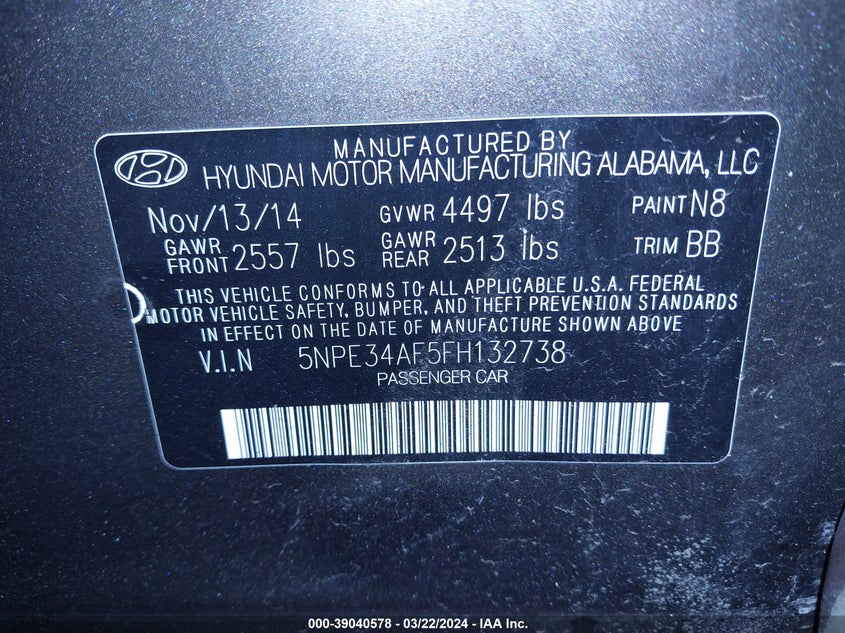 MANUFACTURED BY
HYUNDAI MOTOR MANUFACTURING ALABAMA, LLC
Nov/13/14 GVWR 4497 lbs PAINT N8
GAWR FRONT 2557 lbs GAWR REAR 2513 lbs TRIM BB
THIS VEHICLE CONFORMS TO ALL APPLICABLE U.S.A. FEDERAL
MOTOR VEHICLE SAFETY, BUMPER, AND THEFT PREVENTION STANDARDS
IN EFFECT ON THE DATE OF MANUFACTURE SHOWN ABOVE
V.I.N 5NPE34AF5FH132738
PASSENGER CAR
000-39040578 - 03/22/2024 - IAA Inc.